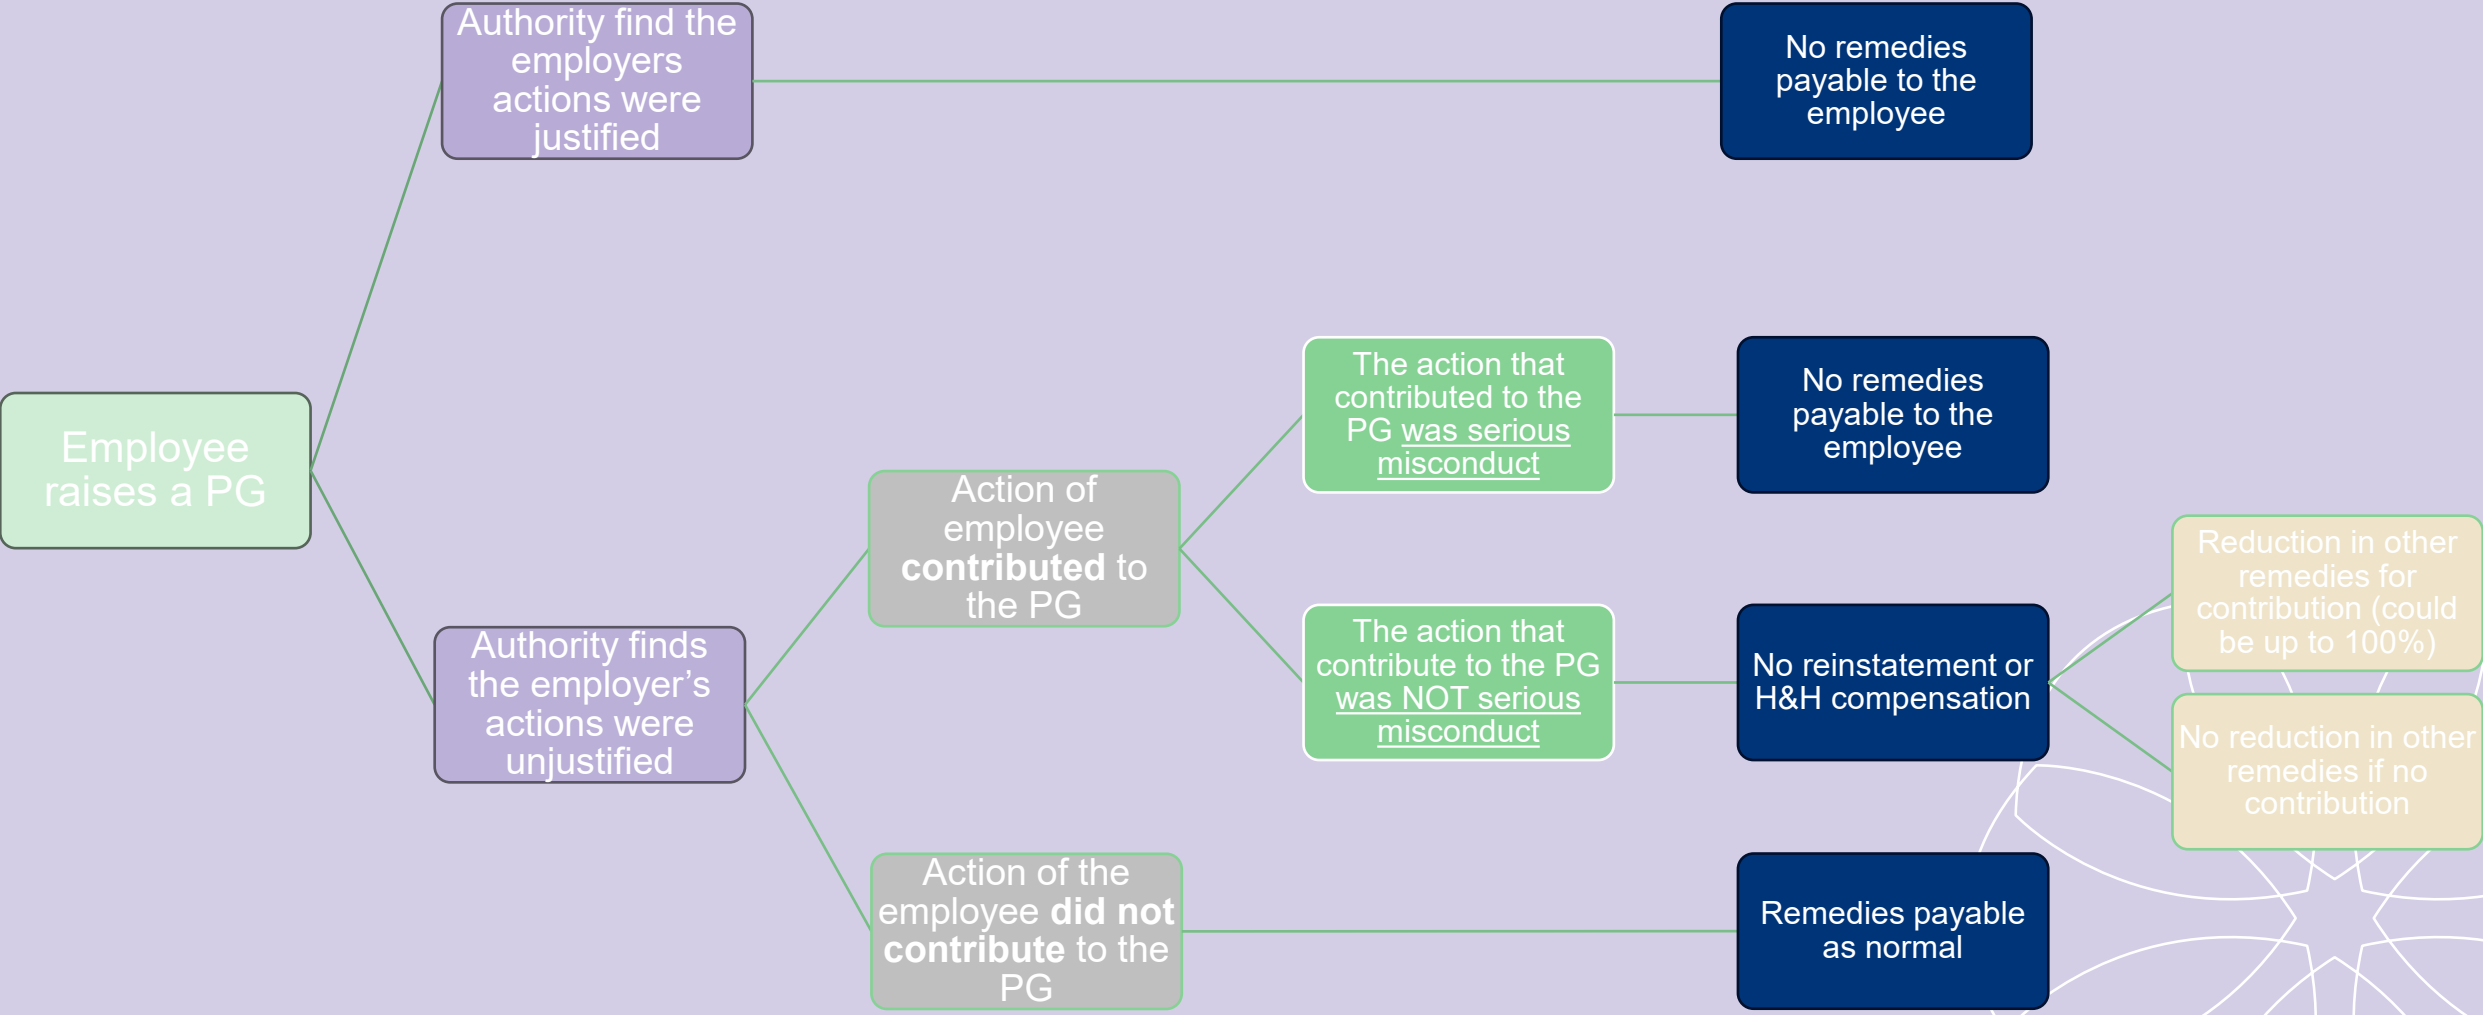 Authority find the
employers
actions were
justified
No remedies
payable to the
employee
Employee
raises a PG
Authority finds
the employer’s
actions were
unjustified
Action of
employee
contributed to
the PG
The action that
contributed to the
PG was serious
misconduct
No remedies
payable to the
employee
The action that
contribute to the PG
was NOT serious
misconduct
No reinstatement or
H&H compensation
Reduction in other
remedies for
contribution (could
be up to 100%)
No reduction in other
remedies if no
contribution
Action of the
employee did not
contribute to the
PG
Remedies payable
as normal